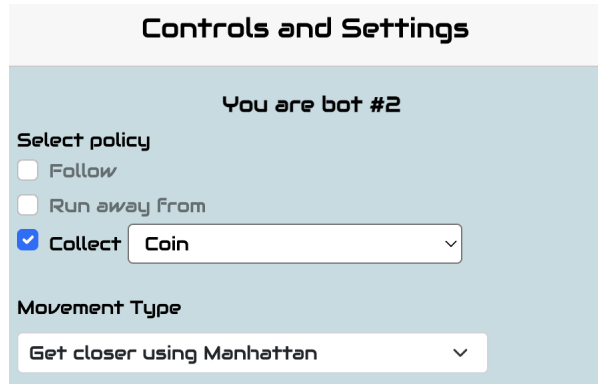 Controls and Settings
You are bot #2
Select policy
Follow
Run away from
Collect Coin
Movement Type
Get closer using Manhattan